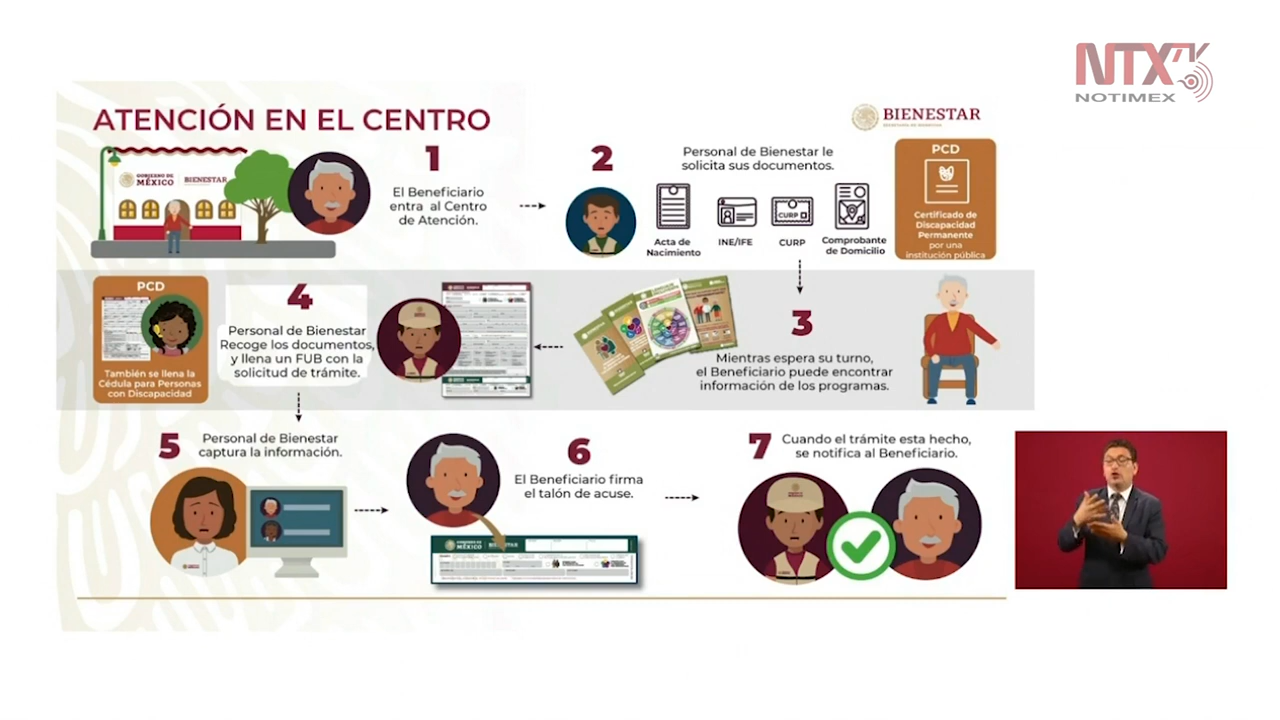 NTX
NOTIMEX
ATENCIÓN EN EL CENTRO
BIENESTAR
GOBIERNO DE
MÉXICO
BIENESTAR
1
El Beneficiario
entra al Centro
de Atención.
2
Personal de Bienestar le
solicita sus documentos.
Acta de
Nacimiento
INE/IFE
CURP
CURP
Comprobante
de Domicilio
PCD
Certificado de
Discapacidad
Permanente
por una
institución pública
3
Mientras espera su turno,
el Beneficiario puede encontrar
información de los programas.
4
Personal de Bienestar
Recoge los documentos,
y llena un FUB con la
solicitud de trámite.
PCD
También se llena la
Cédula para Personas
con Discapacidad
5
Personal de Bienestar
captura la información.
6
El Beneficiario firma
el talón de acuse.
GOBIERNO DE
MÉXICO
BIENESTAR
7
Cuando el trámite esta hecho,
se notifica al Beneficiario.